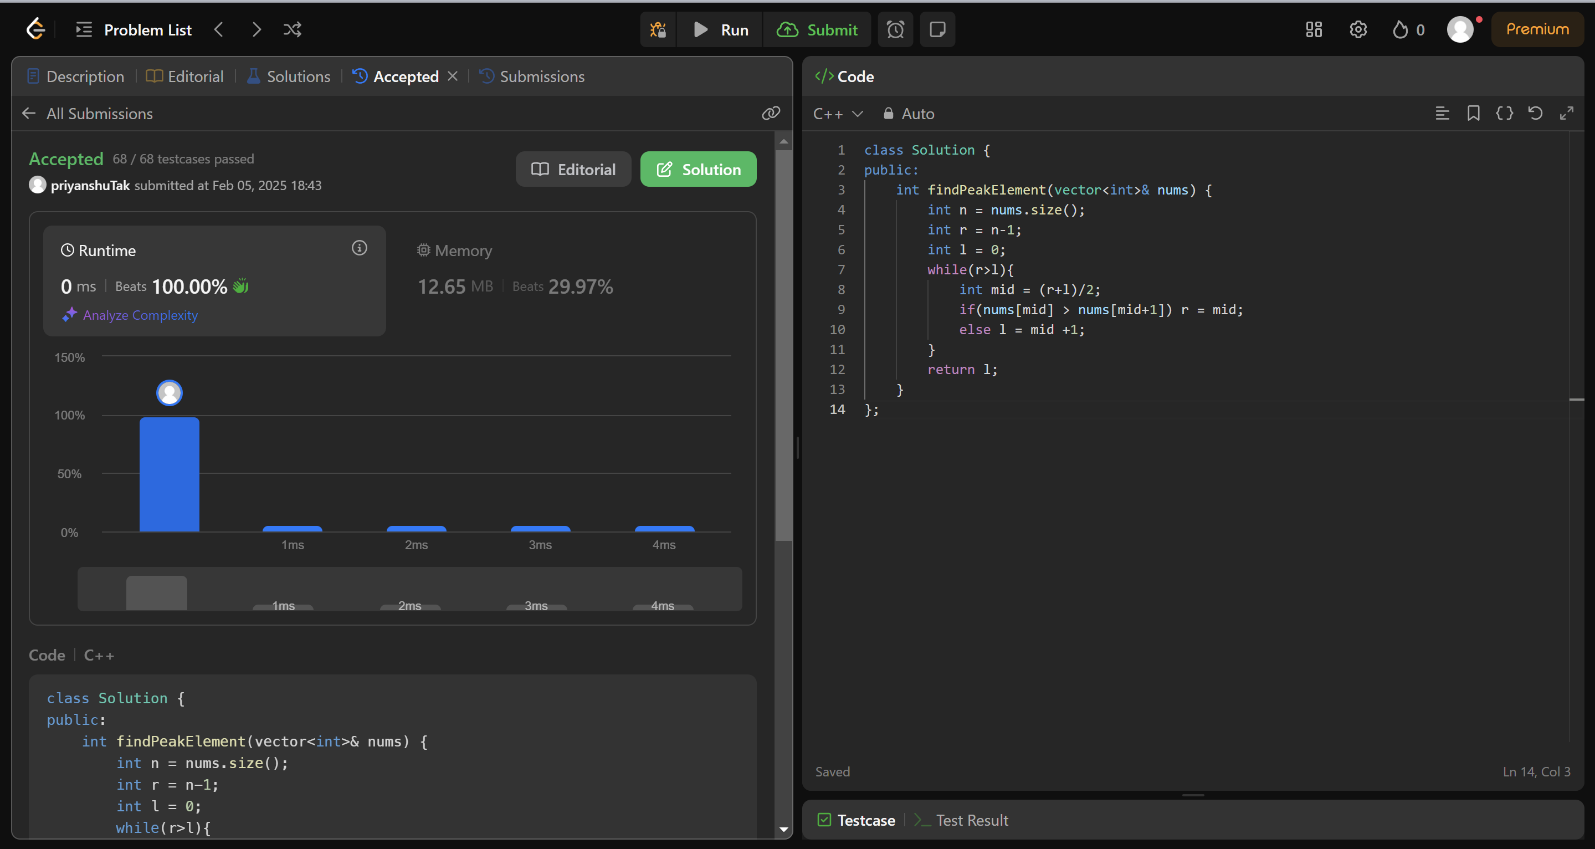 Problem List
Run
Submit
0
Premium
Description
Editorial
Solutions
Accepted
Submissions
All Submissions
Accepted 68 / 68 testcases passed
priyanshuTak submitted at Feb 05, 2025 18:43
Editorial
Solution
Runtime
0 ms | Beats 100.00%
Analyze Complexity
Memory
12.65 MB | Beats 29.97%
150%
100%
50%
0%
1ms 2ms 3ms 4ms
1ms 2ms 3ms 4ms
Code | C++
class Solution {
public:
    int findPeakElement(vector<int>& nums) {
        int n = nums.size();
        int r = n-1;
        int l = 0;
        while(r>l){
</> Code
C++ Auto
1 class Solution {
2 public:
3     int findPeakElement(vector<int>& nums) {
4         int n = nums.size();
5         int r = n-1;
6         int l = 0;
7         while(r>l){
8             int mid = (r+l)/2;
9             if(nums[mid] > nums[mid+1]) r = mid;
10             else l = mid +1;
11         }
12         return l;
13     }
14 };
Saved
Ln 14, Col 3
Testcase
>_ Test Result